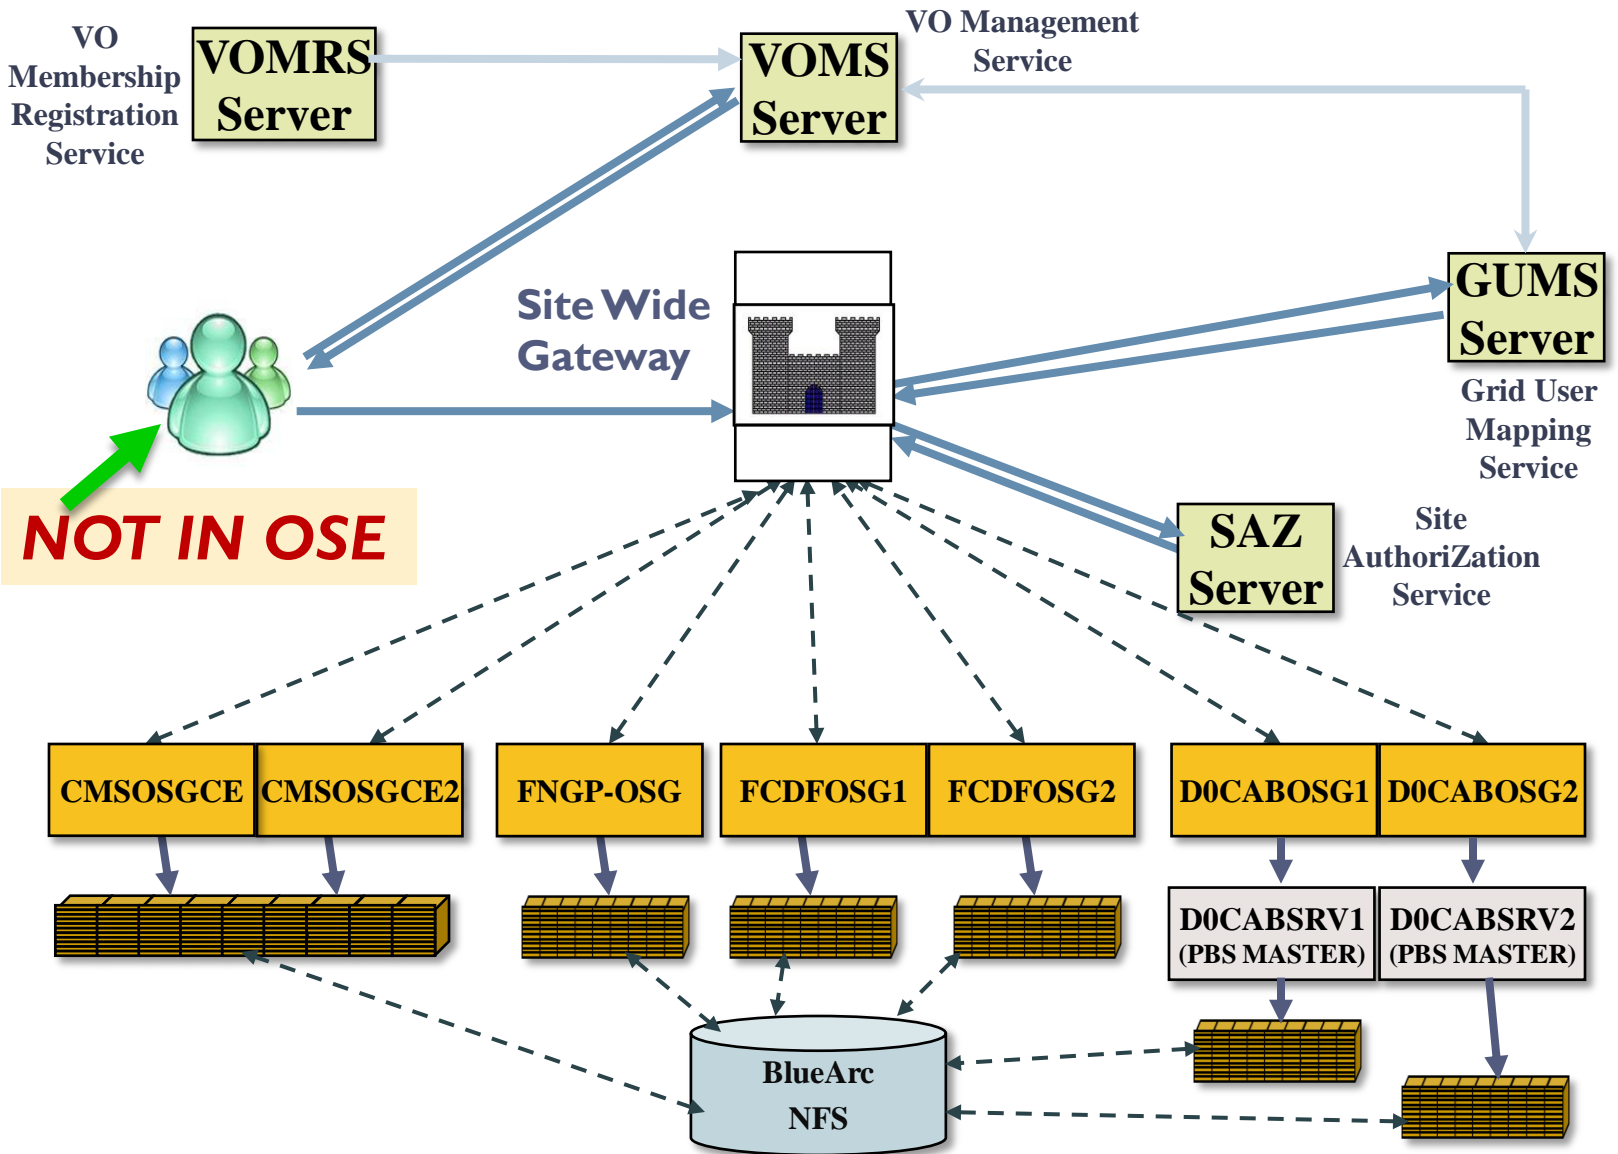 VO
Membership
Registration
Service
VOMRS
Server
VOMS
Server
VO Management
Service
Site Wide
Gateway
GUMS
Server
Grid User
Mapping
Service
NOT IN OSE
SAZ
Server
Site
AuthoriZation
Service
CMSOSGCE
CMSOSGCE2
FNGP-OSG
FCDFOSG1
FCDFOSG2
D0CABOSG1
D0CABOSG2
D0CABSRV1
(PBS MASTER)
D0CABSRV2
(PBS MASTER)
BlueArc
NFS